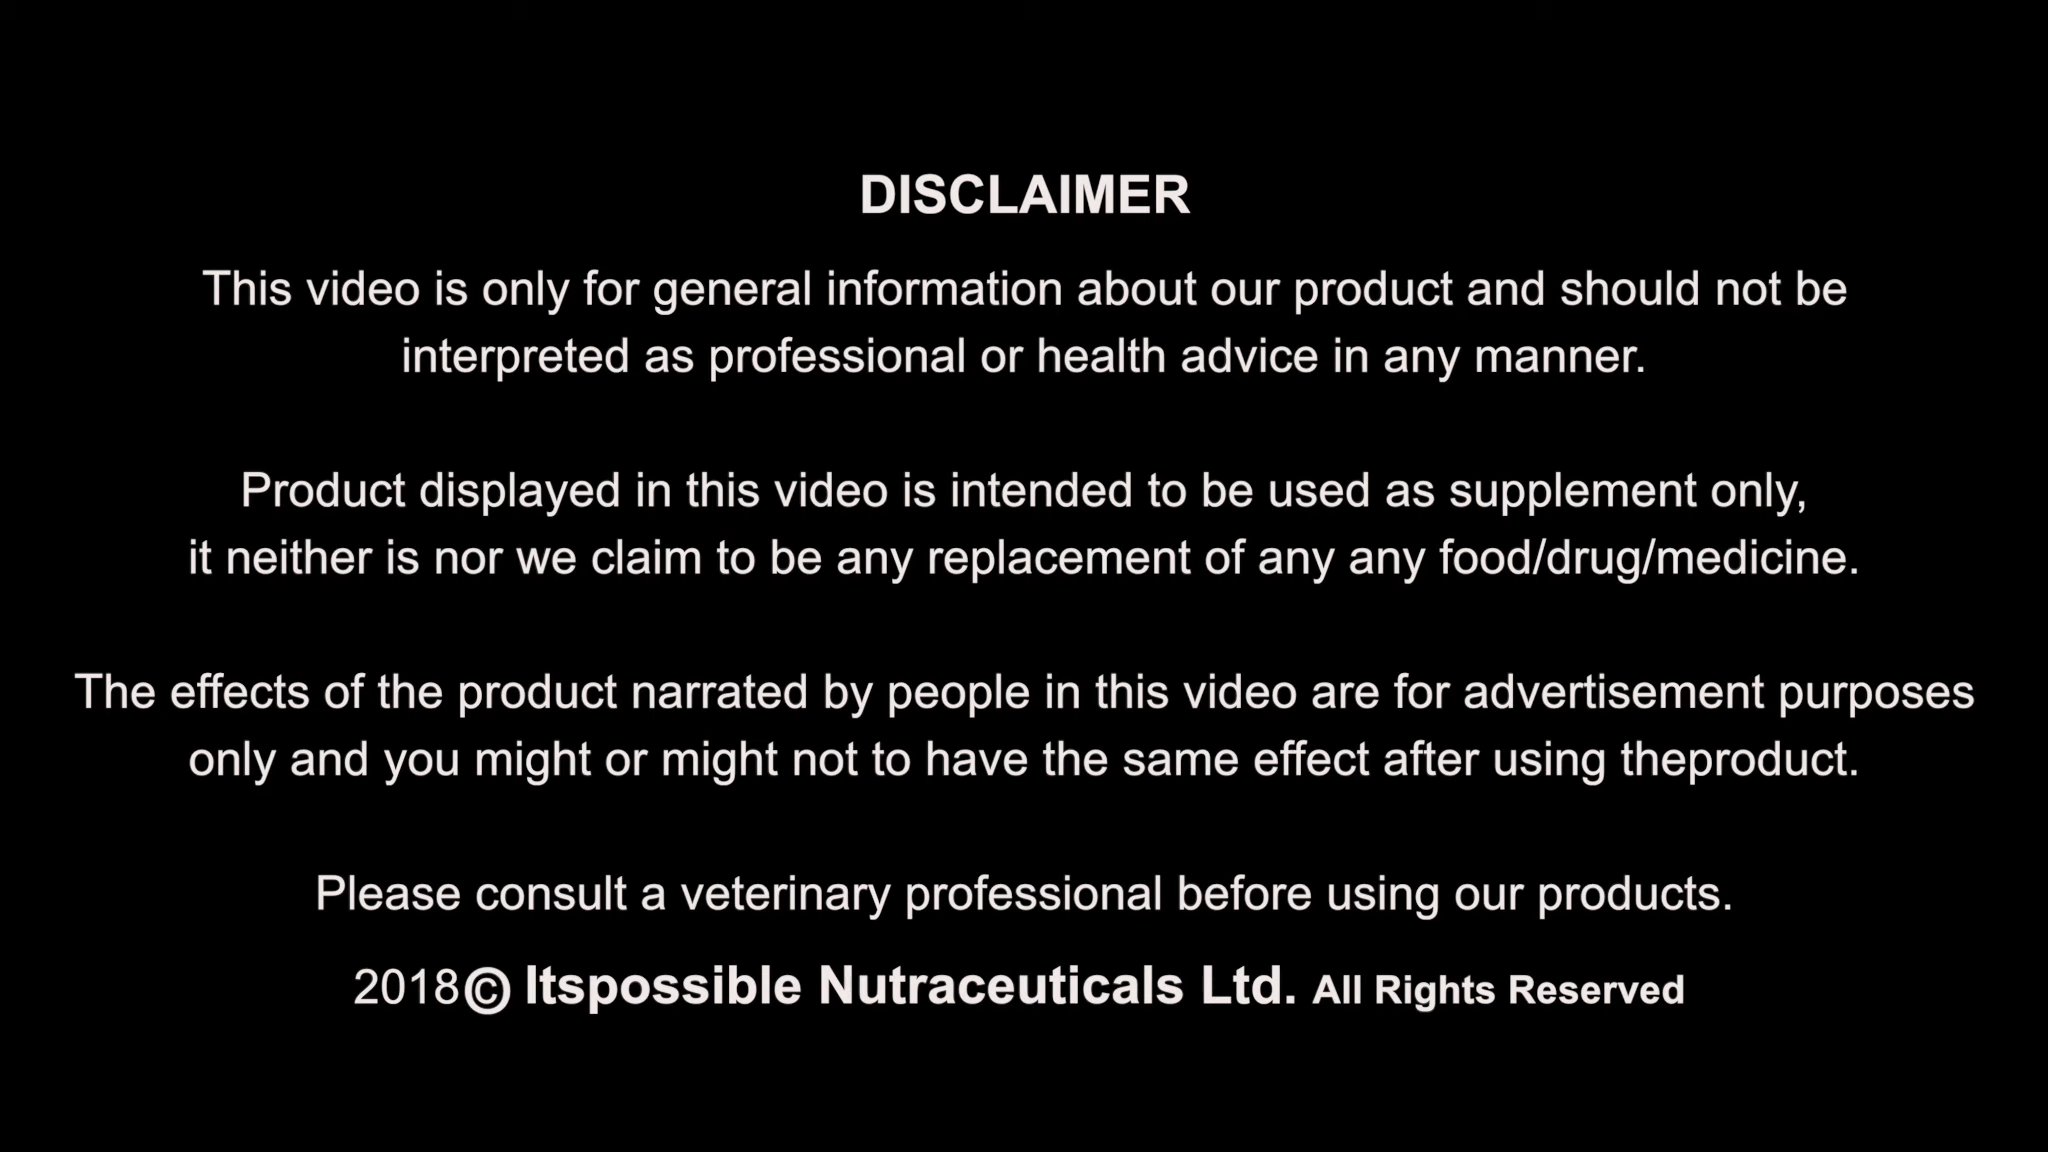 DISCLAIMER
This video is only for general information about our product and should not be
interpreted as professional or health advice in any manner.
Product displayed in this video is intended to be used as supplement only,
it neither is nor we claim to be any replacement of any any food/drug/medicine.
The effects of the product narrated by people in this video are for advertisement purposes
only and you might or might not to have the same effect after using theproduct.
Please consult a veterinary professional before using our products.
2018© Itspossible Nutraceuticals Ltd. All Rights Reserved